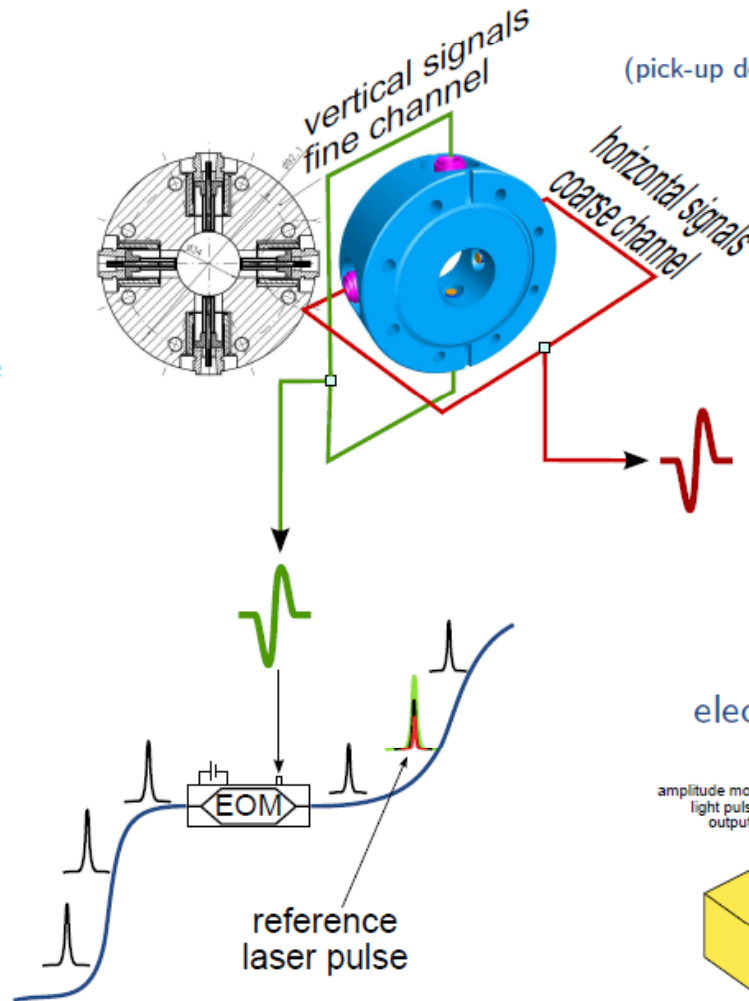 vertical signals
fine channel
(pick-up de
horizontal signals
coarse channel
EOM
reference
laser pulse
elec
amplitude mo
light puls
output